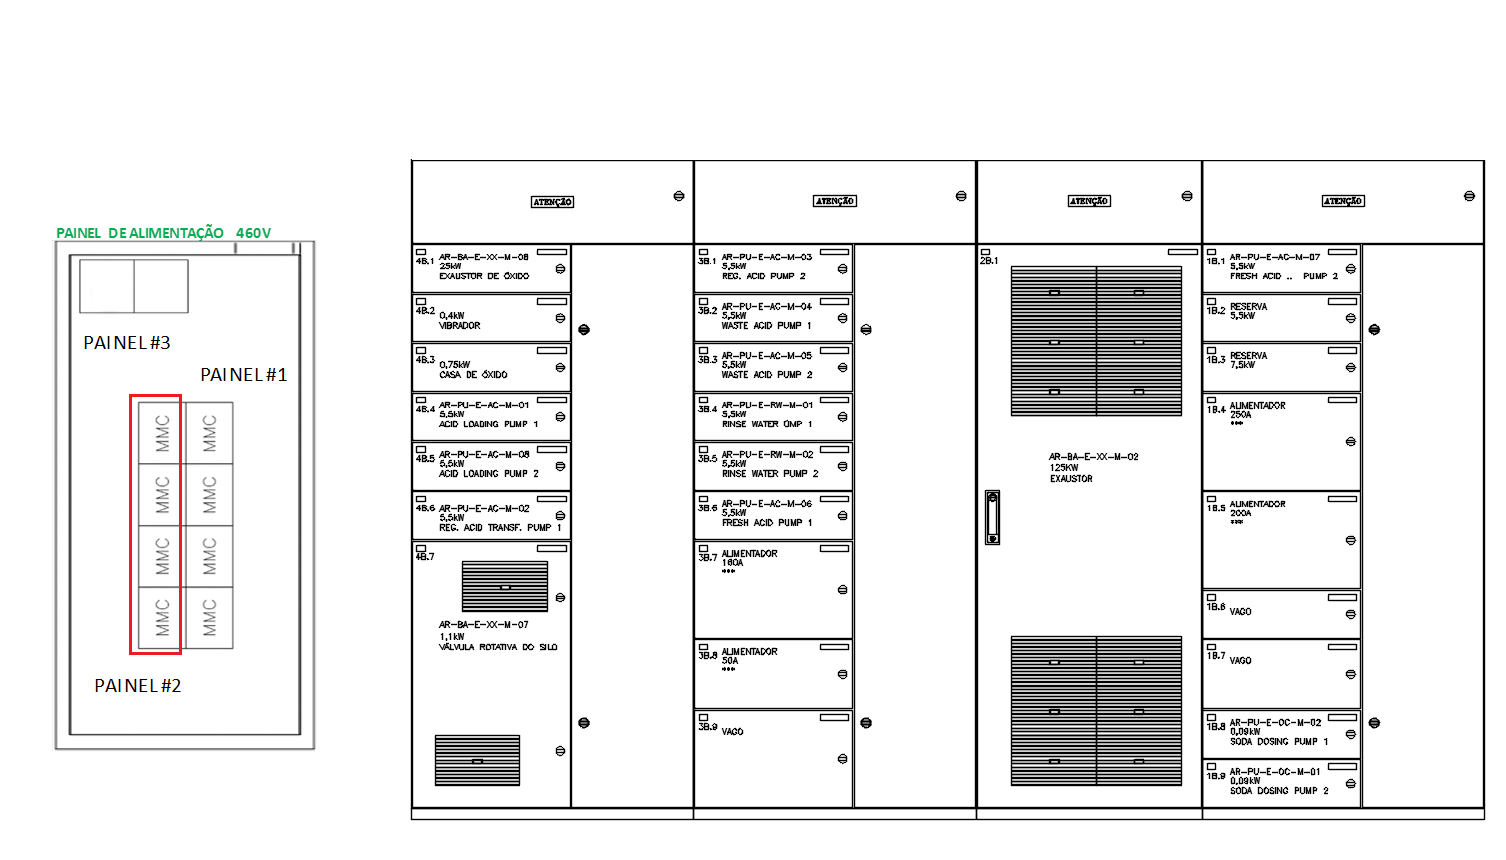 PAINEL DE ALIMENTAÇÃO 460V
PAINEL #3
PAINEL #1
MMC MMC
MMC MMC
MMC MMC
MMC MMC
PAINEL #2
ATENÇÃO
4B.1 AR-BA-E-XX-M-08
25kW
EXAUSTOR DE ÓXIDO
4B.2
0,4kW
VIBRADOR
4B.3
0,75kW
CASA DE ÓXIDO
4B.4 AR-PU-E-AC-M-01
5,5kW
ACID LOADING PUMP 1
4B.5 AR-PU-E-AC-M-08
5,5kW
ACID LOADING PUMP 2
4B.6 AR-PU-E-AC-M-02
5,5kW
REG. ACID TRANSF. PUMP 1
4B.7
AR-BA-E-XX-M-07
1,1kW
VÁLVULA ROTATIVA DO SILO
ATENÇÃO
3B.1 AR-PU-E-AC-M-03
5,5kW
REG. ACID PUMP 2
3B.2 AR-PU-E-AC-M-04
5,5kW
WASTE ACID PUMP 1
3B.3 AR-PU-E-AC-M-05
5,5kW
WASTE ACID PUMP 2
3B.4 AR-PU-E-RW-M-01
5,5kW
RINSE WATER OMP 1
3B.5 AR-PU-E-RW-M-02
5,5kW
RINSE WATER PUMP 2
3B.6 AR-PU-E-AC-M-06
5,5kW
FRESH ACID PUMP 1
3B.7 ALIMENTADOR
160A
***
3B.8 ALIMENTADOR
50A
***
3B.9 VAGO
ATENÇÃO
2B.1
AR-BA-E-XX-M-02
125KW
EXAUSTOR
ATENÇÃO
1B.1 AR-PU-E-AC-M-07
5,5kW
FRESH ACID .. PUMP 2
1B.2 RESERVA
5,5kW
1B.3 RESERVA
7,5kW
1B.4 ALIMENTADOR
250A
***
1B.5 ALIMENTADOR
200A
***
1B.6 VAGO
1B.7 VAGO
1B.8 AR-PU-E-OC-M-02
0,09kW
SODA DOSING PUMP 1
1B.9 AR-PU-E-OC-M-01
0,09kW
SODA DOSING PUMP 2